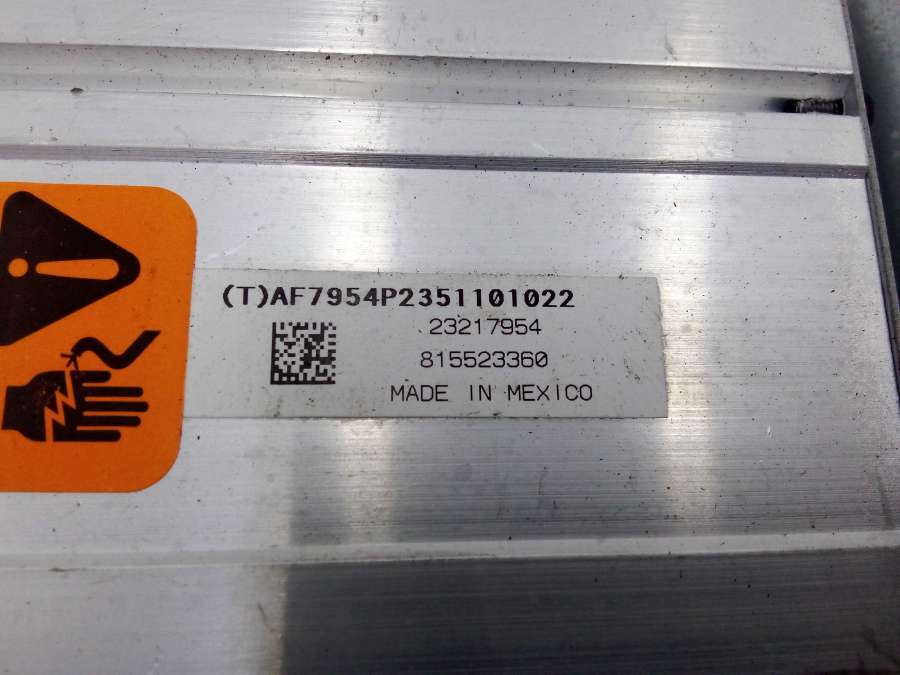 (T)AF7954P2351101022
23217954
815523360
MADE IN MEXICO